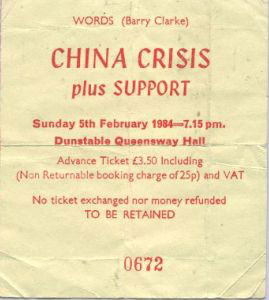 WORDS (Barry Clarke)
CHINA CRISIS
plus SUPPORT
Sunday 5th February 1984—7.15 pm.
Dunstable Queensway Hall
Advance Ticket £3.50 Including
(Non Returnable booking charge of 25p) and VAT
No ticket exchanged nor money refunded
TO BE RETAINED
0672